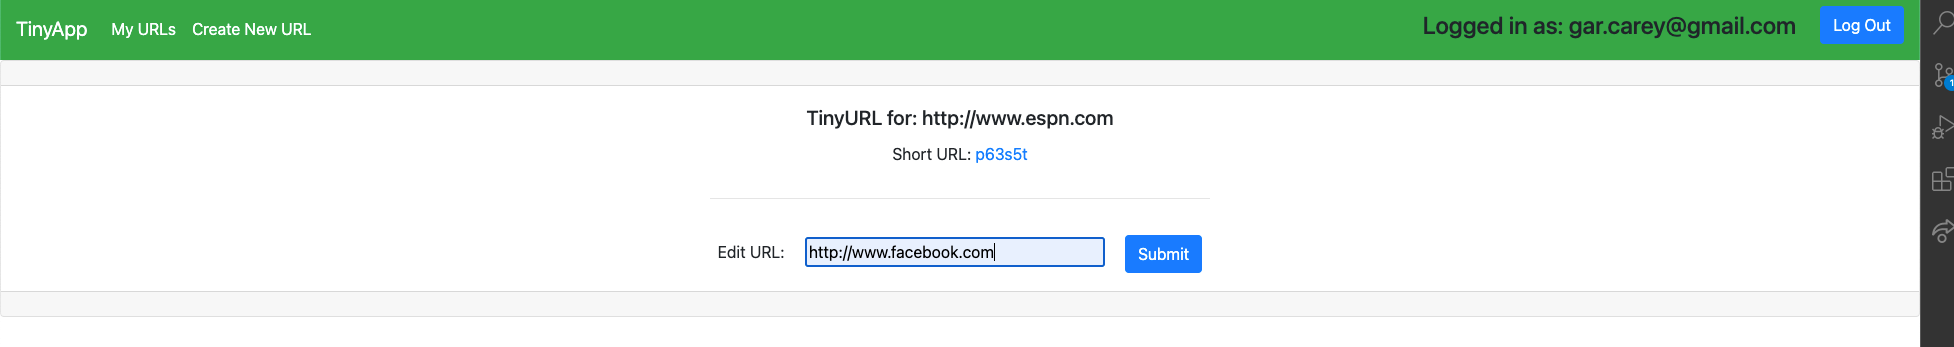 TinyApp My URLs Create New URL Logged in as: gar.carey@gmail.com Log Out
TinyURL for: http://www.espn.com
Short URL: p63s5t
Edit URL: http://www.facebook.com Submit